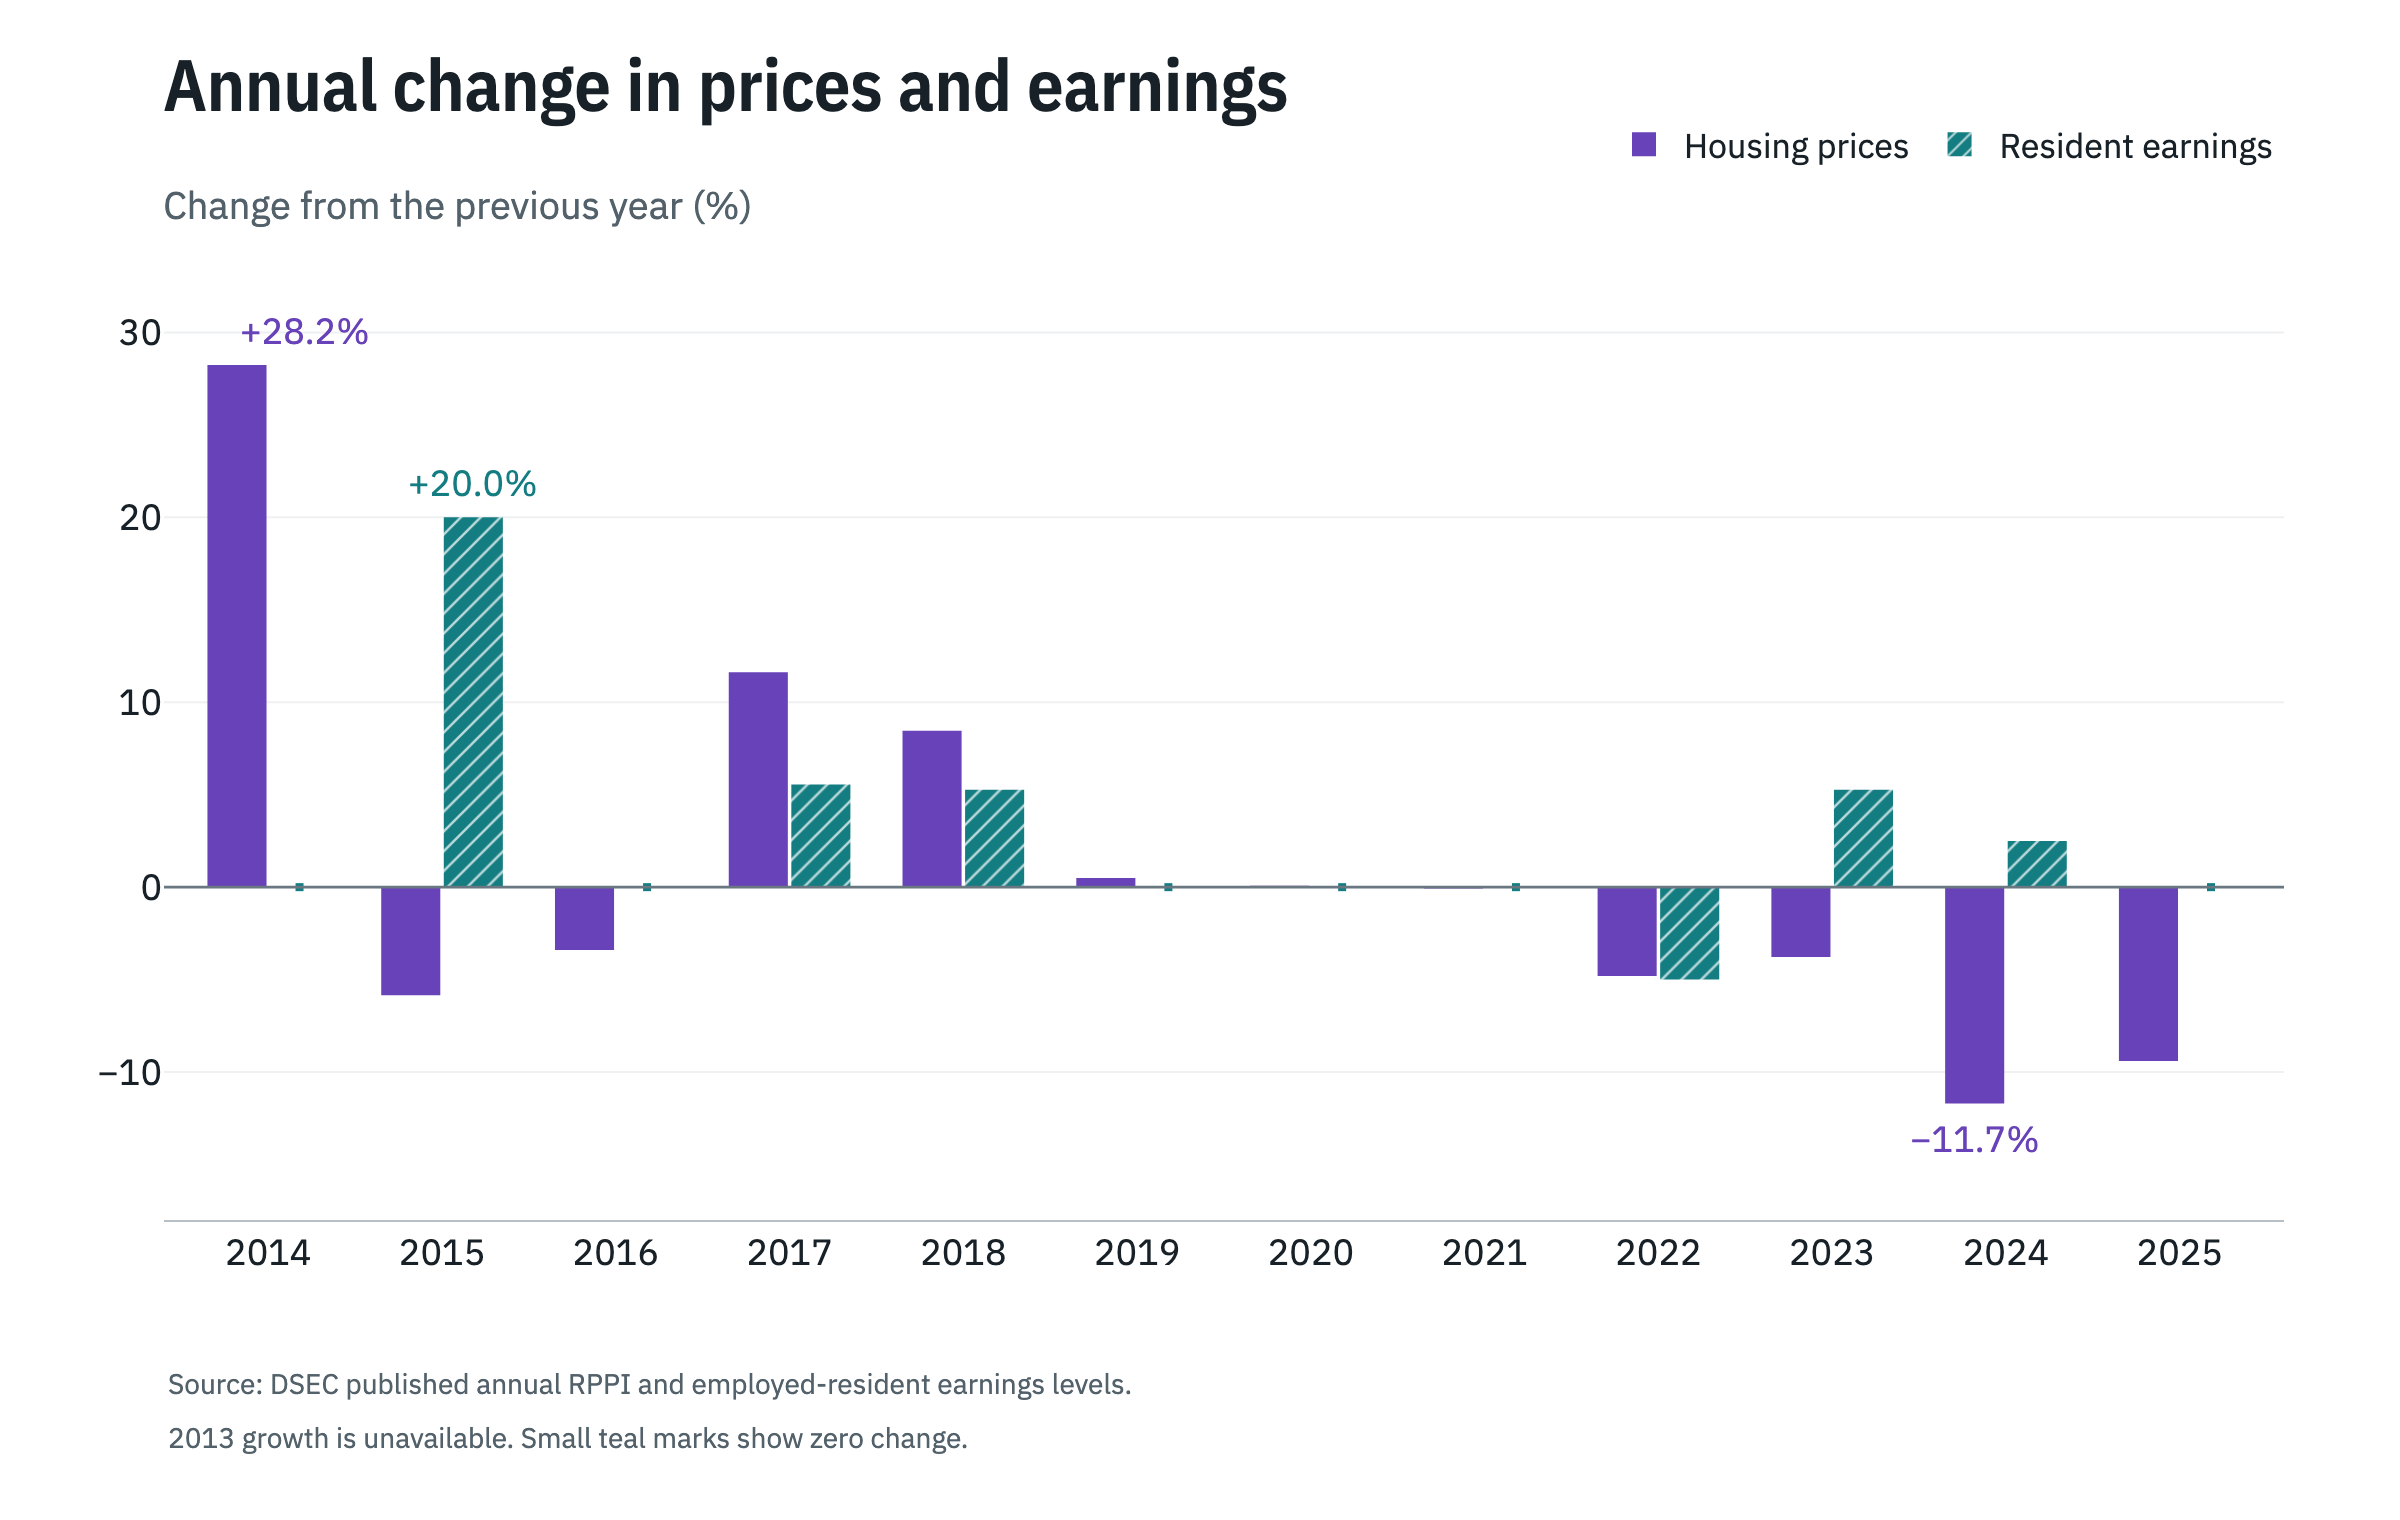 Annual change in prices and earnings
Housing prices
Resident earnings
Change from the previous year (%)
30
+28.2%
+20.0%
20
10
0
−10
−11.7%
2014 2015 2016 2017 2018 2019 2020 2021 2022 2023 2024 2025
Source: DSEC published annual RPPI and employed-resident earnings levels.
2013 growth is unavailable. Small teal marks show zero change.